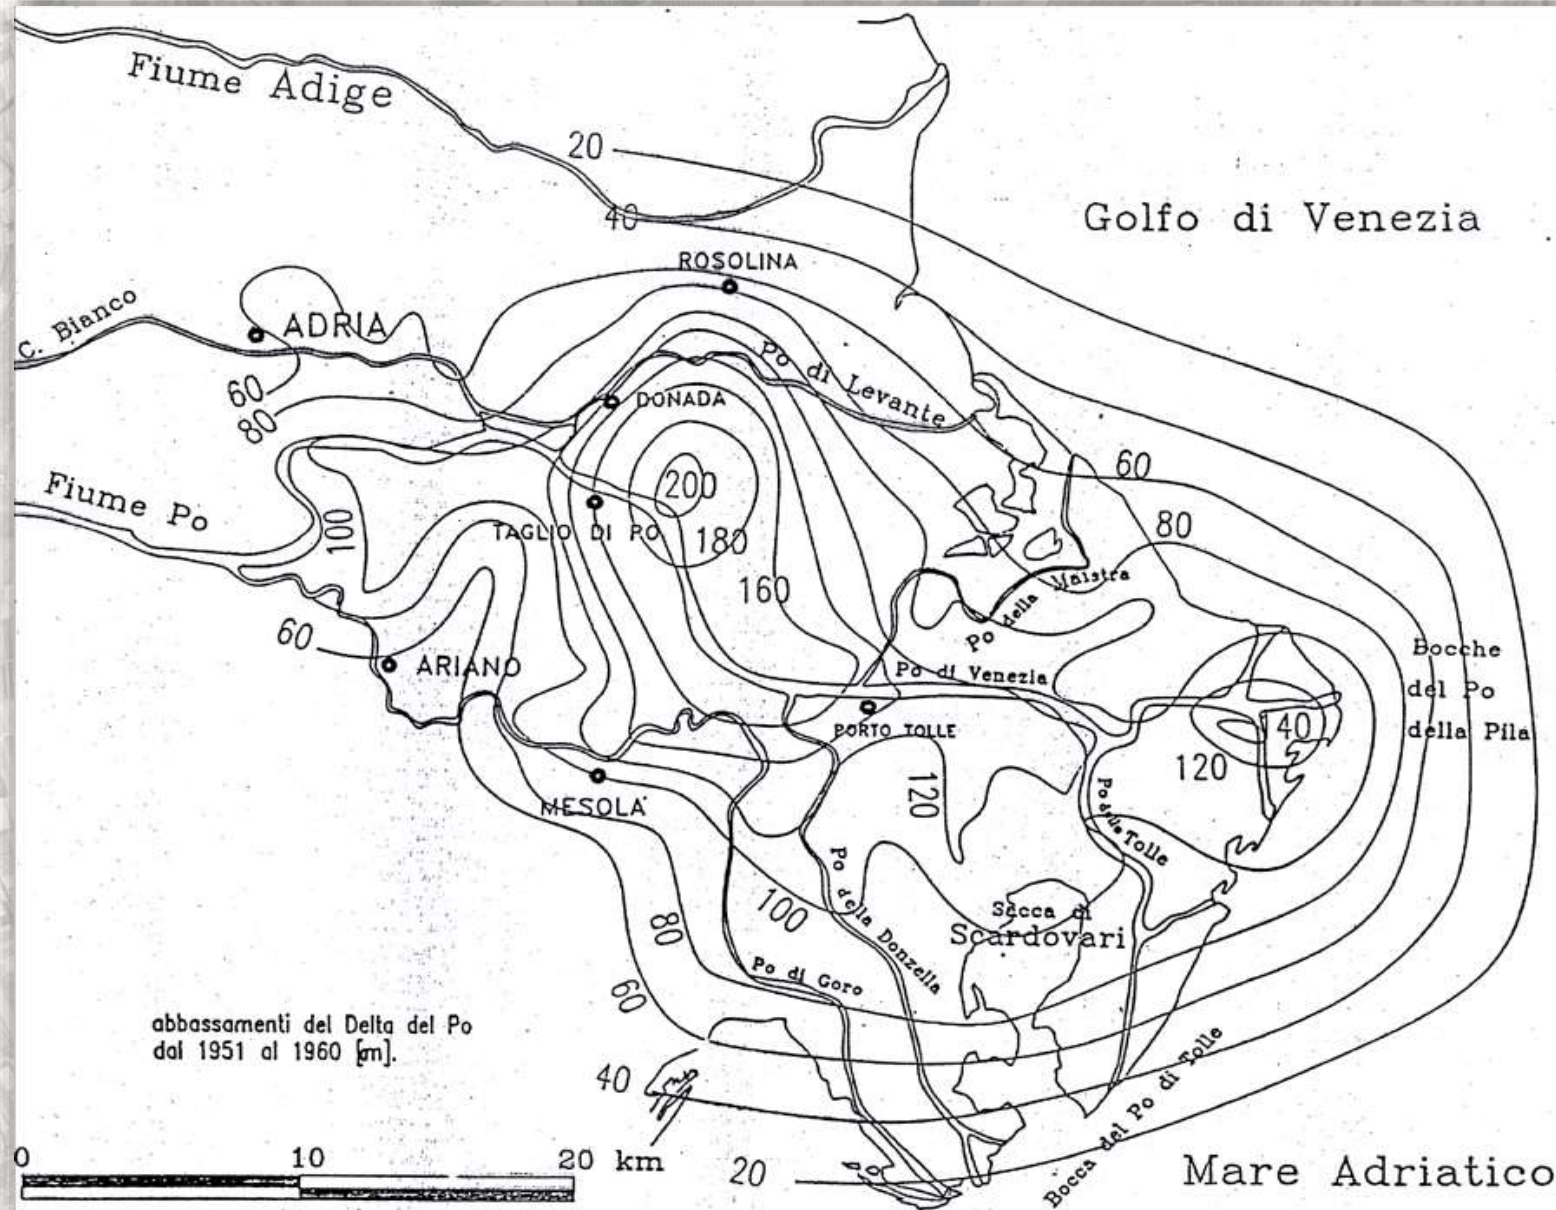 Fiume Adige
20
Golfo di Venezia
40
ROSOLINA
C. Bianco
ADRIA
Po di Levante
60
DONADA
80
60
Fiume Po
200
80
100
TAGLIO DI PO
180
160
Po della Maistra
60
ARIANO
Po di Venezia
Bocche
del Po
della Pila
PORTO TOLLE
40
120
120
MESOLA
Po delle Tolle
Po della Donzella
100
Sacca di
Scardovari
80
Po di Goro
60
abbassamenti del Delta del Po
dal 1951 al 1960
40
Bocca del Po di Tolle
0 10 20 km
20
Mare Adriatico